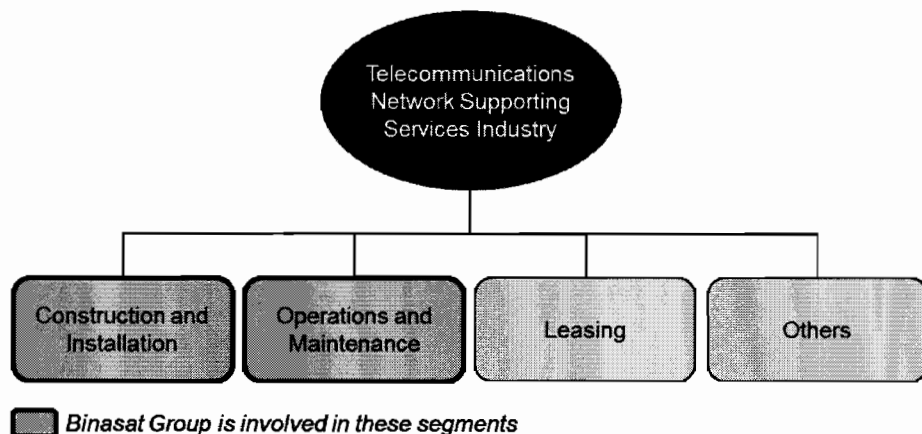 Telecommunications
Network Supporting
Services Industry
Construction and
Installation
Operations and
Maintenance
Leasing
Others
Binasat Group is involved in these segments